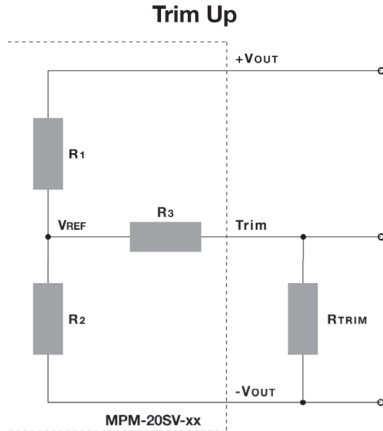 Trim Up
+VOUT
R1
R3
VREF
Trim
R2
RTRIM
-VOUT
MPM-20SV-xx